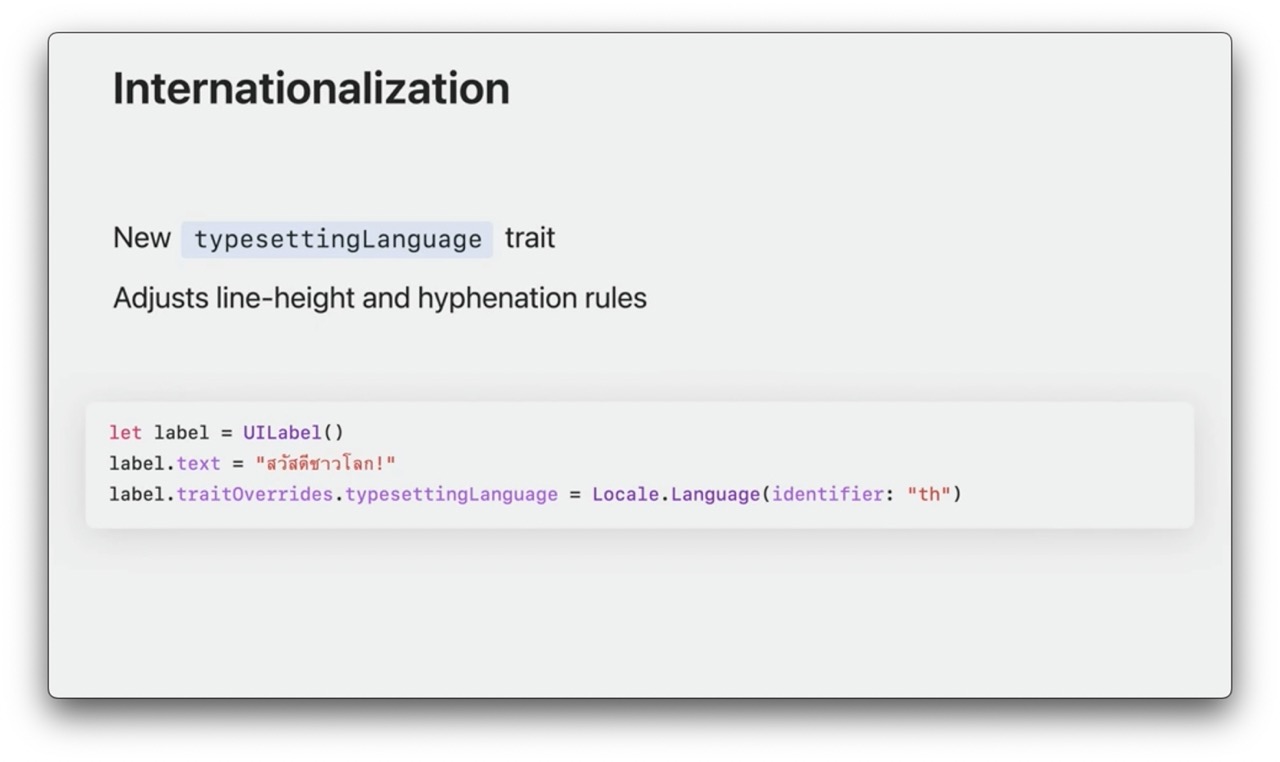 Internationalization
New typesettingLanguage trait
Adjusts line-height and hyphenation rules
let label = UILabel()
label.text = "สวัสดีชาวโลก!"
label.traitOverrides.typesettingLanguage = Locale.Language(identifier: "th")